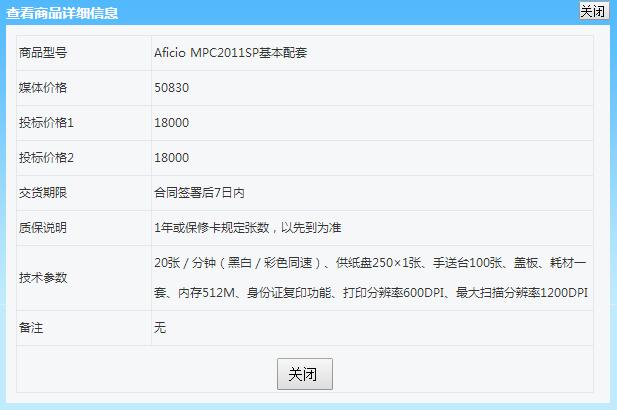 查看商品详细信息 关闭
商品型号 Aficio MPC2011SP基本配套
媒体价格 50830
投标价格1 18000
投标价格2 18000
交货期限 合同签署后7日内
质保说明 1年或保修卡规定张数，以先到为准
技术参数 20张/分钟（黑白/彩色同速）、供纸盘250×1张、手送台100张、盖板、耗材一
套、内存512M、身份证复印功能、打印分辨率600DPI、最大扫描分辨率1200DPI
备注 无
关闭